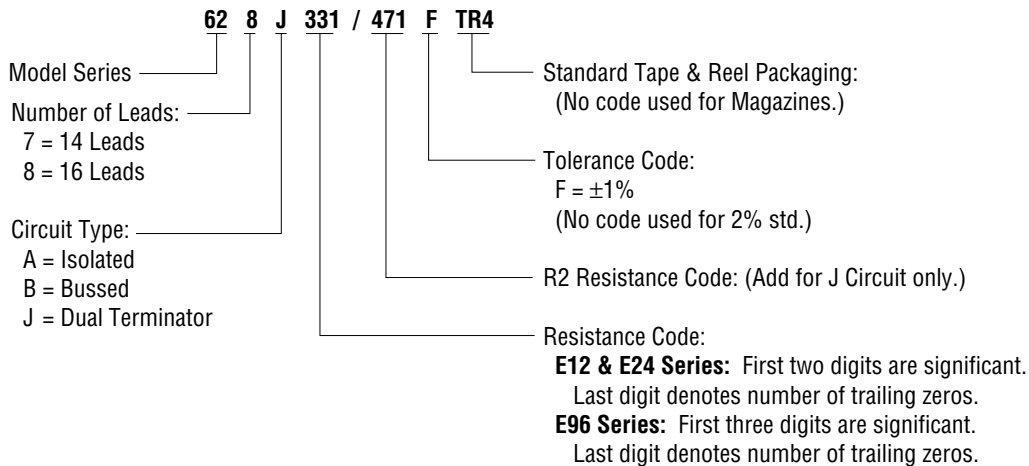 62 8 J 331 / 471 F TR4
Model Series
Number of Leads:
7 = 14 Leads
8 = 16 Leads
Circuit Type:
A = Isolated
B = Bussed
J = Dual Terminator
Standard Tape & Reel Packaging:
(No code used for Magazines.)
Tolerance Code:
F = ±1%
(No code used for 2% std.)
R2 Resistance Code: (Add for J Circuit only.)
Resistance Code:
E12 & E24 Series: First two digits are significant.
Last digit denotes number of trailing zeros.
E96 Series: First three digits are significant.
Last digit denotes number of trailing zeros.